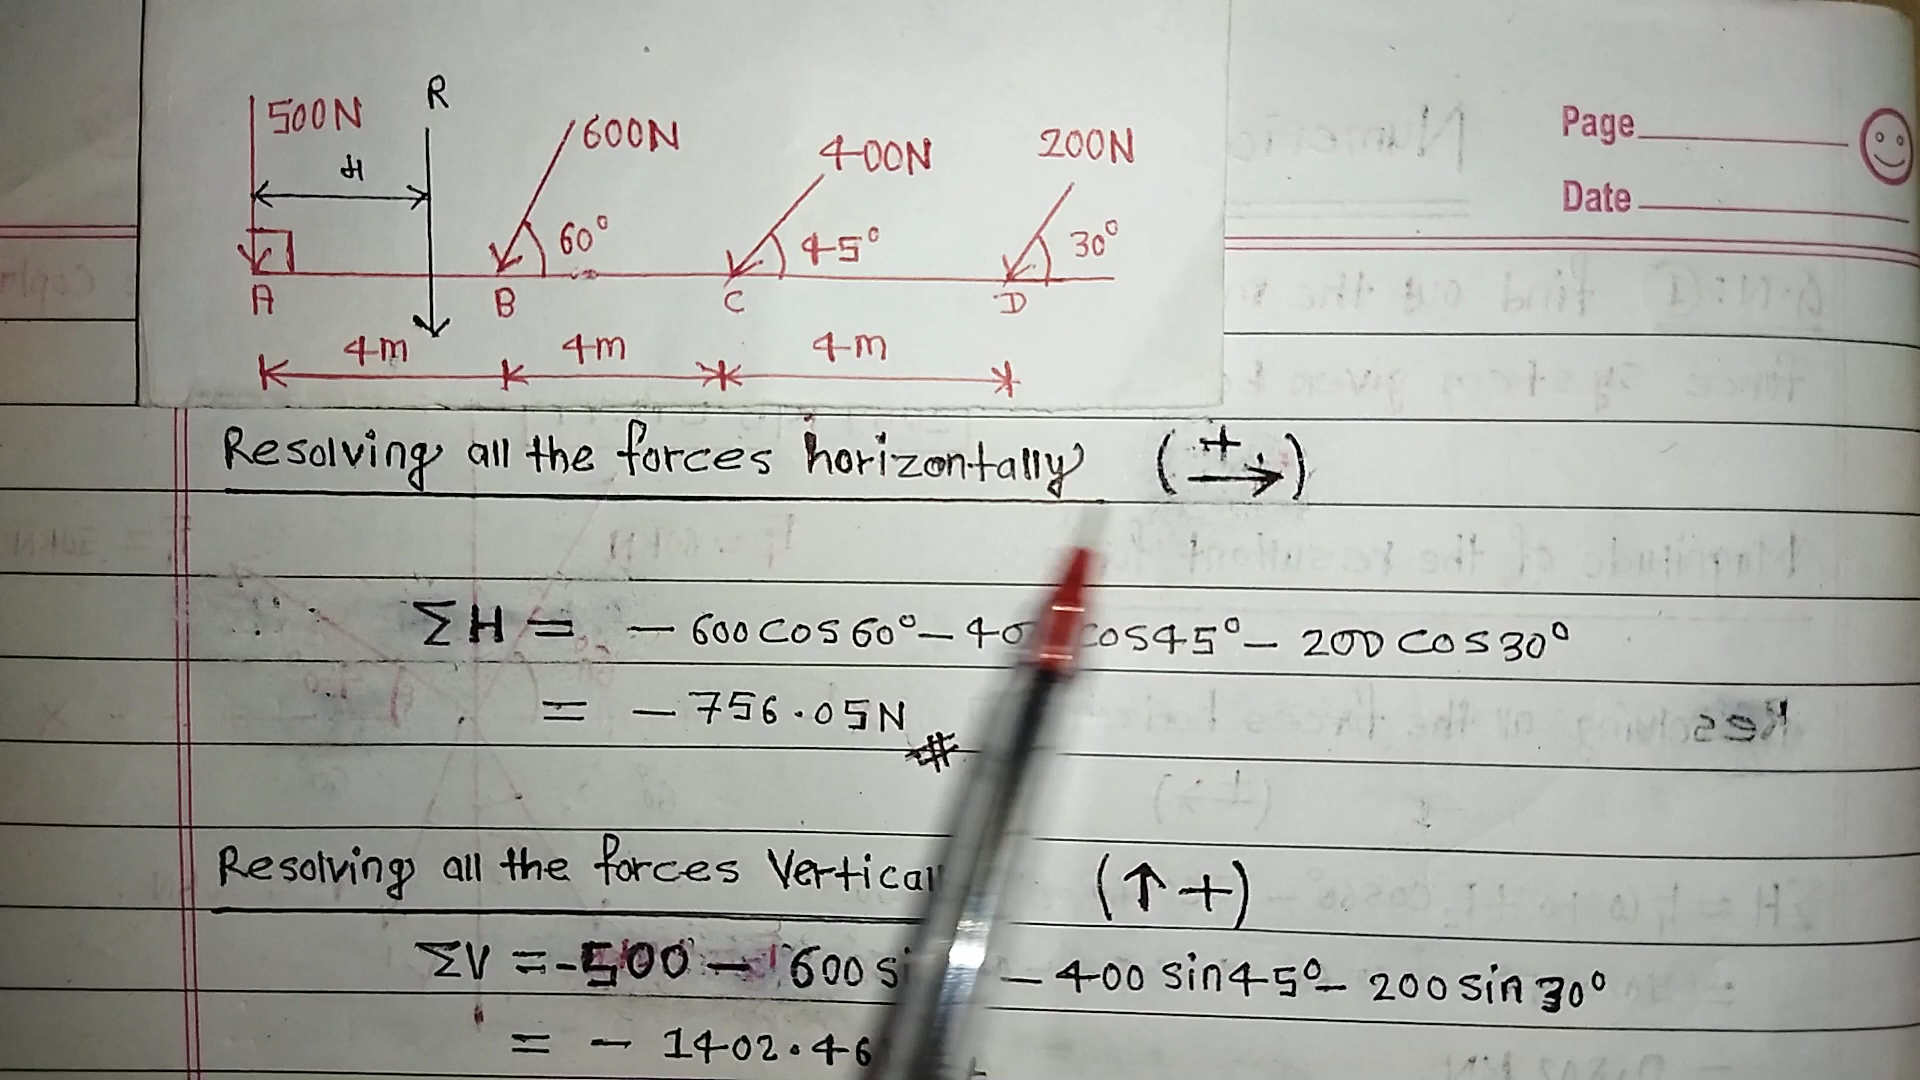 500N
R
600N
400N
200N
60°
45°
30°
A
B
C
D
4m
4m
4m
Page
Date
Resolving all the forces horizontally (+→)
ΣH = - 600 cos 60° - cos45° - 200 cos 30°
= - 756.05N
Resolving all the forces (↑+)
ΣV = -500 - 600 - 400 sin45° - 200 sin 30°
= - 1402.46